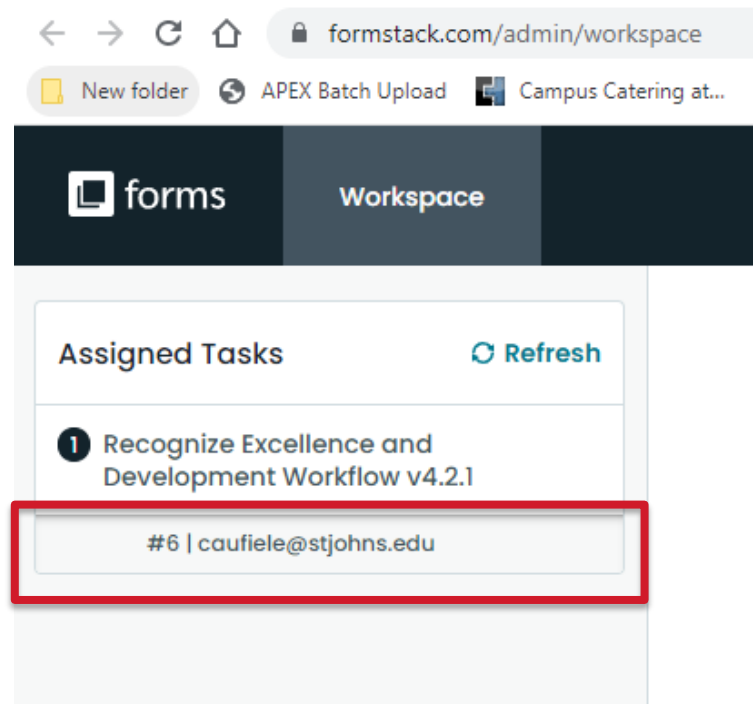 formstack.com/admin/workspace
New folder APEX Batch Upload Campus Catering at...
forms Workspace
Assigned Tasks Refresh
1 Recognize Excellence and
Development Workflow v4.2.1
#6 | caufiele@stjohns.edu